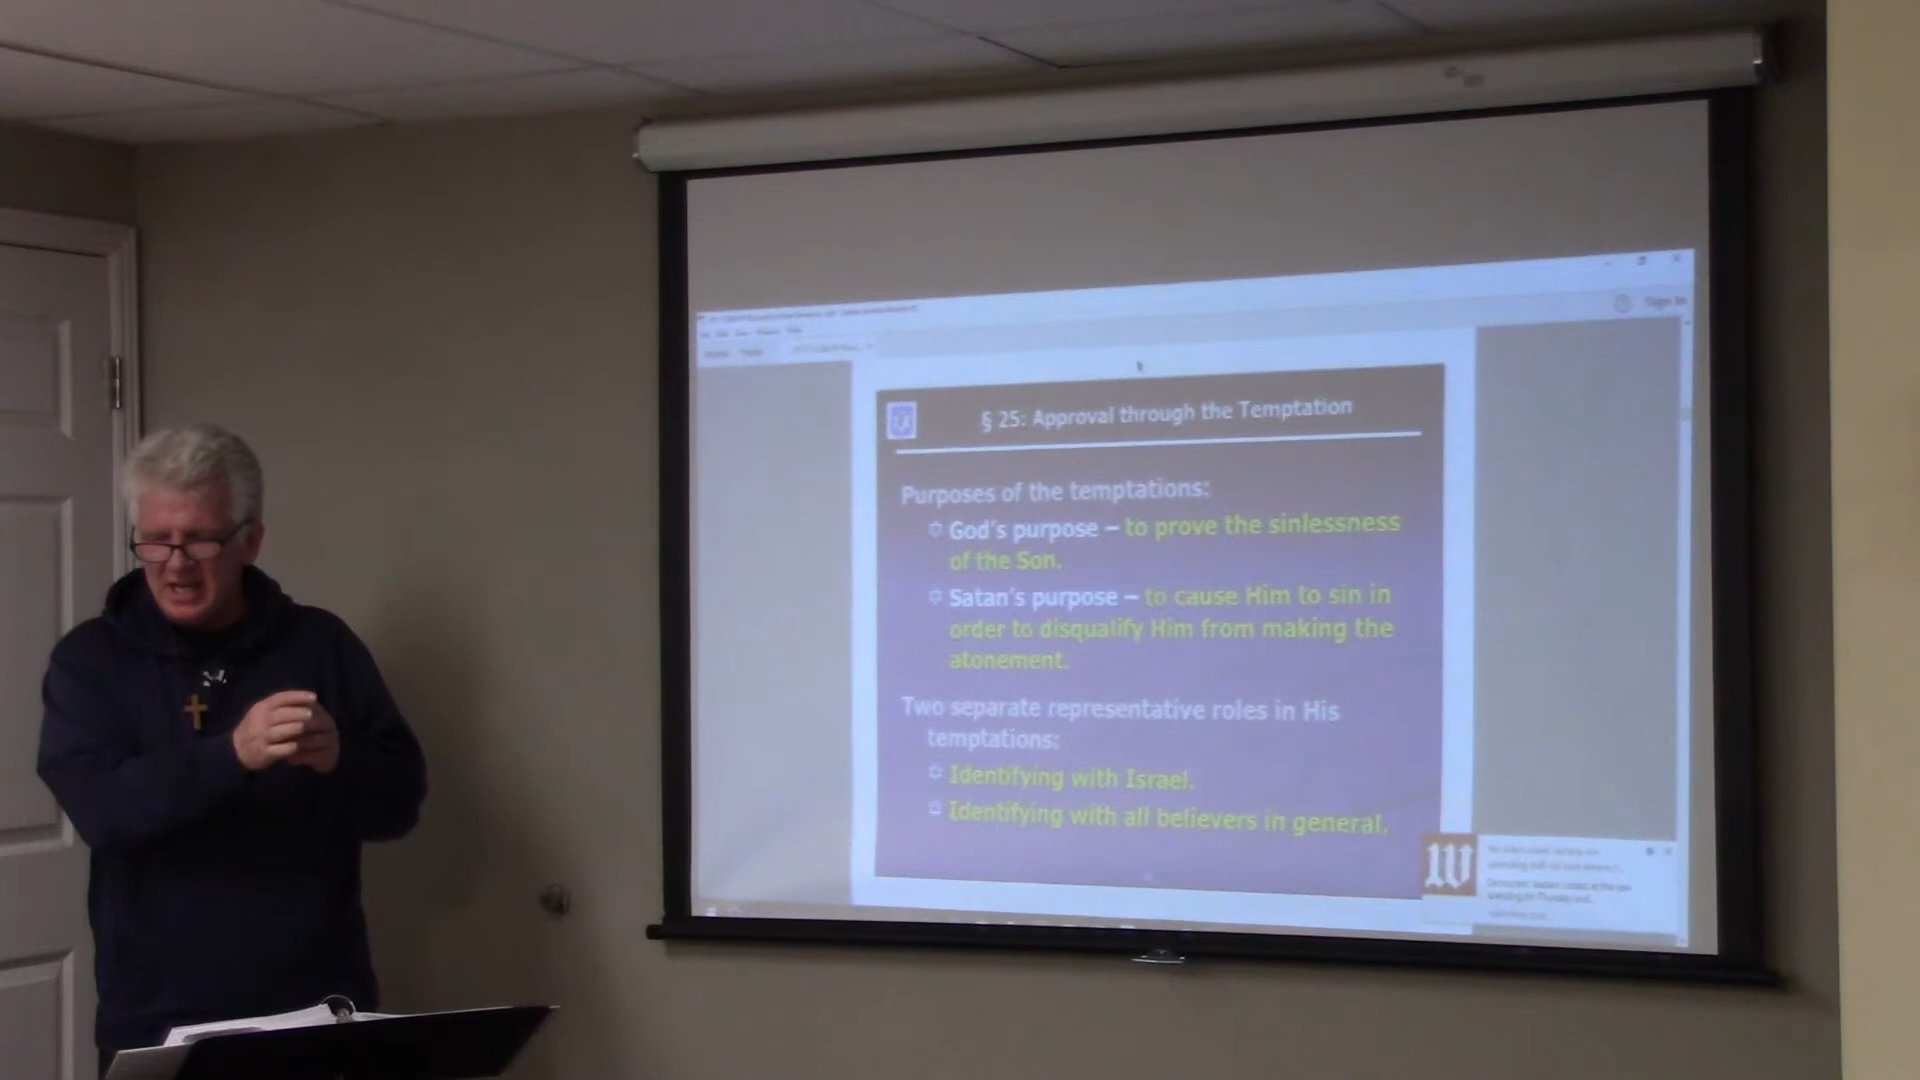 Sign In
§ 25: Approval through the Temptation
Purposes of the temptations:
God's purpose – to prove the sinlessness
of the Son.
Satan's purpose – to cause Him to sin in
order to disqualify Him from making the
atonement.
Two separate representative roles in His
temptations:
Identifying with Israel.
Identifying with all believers in general.
W